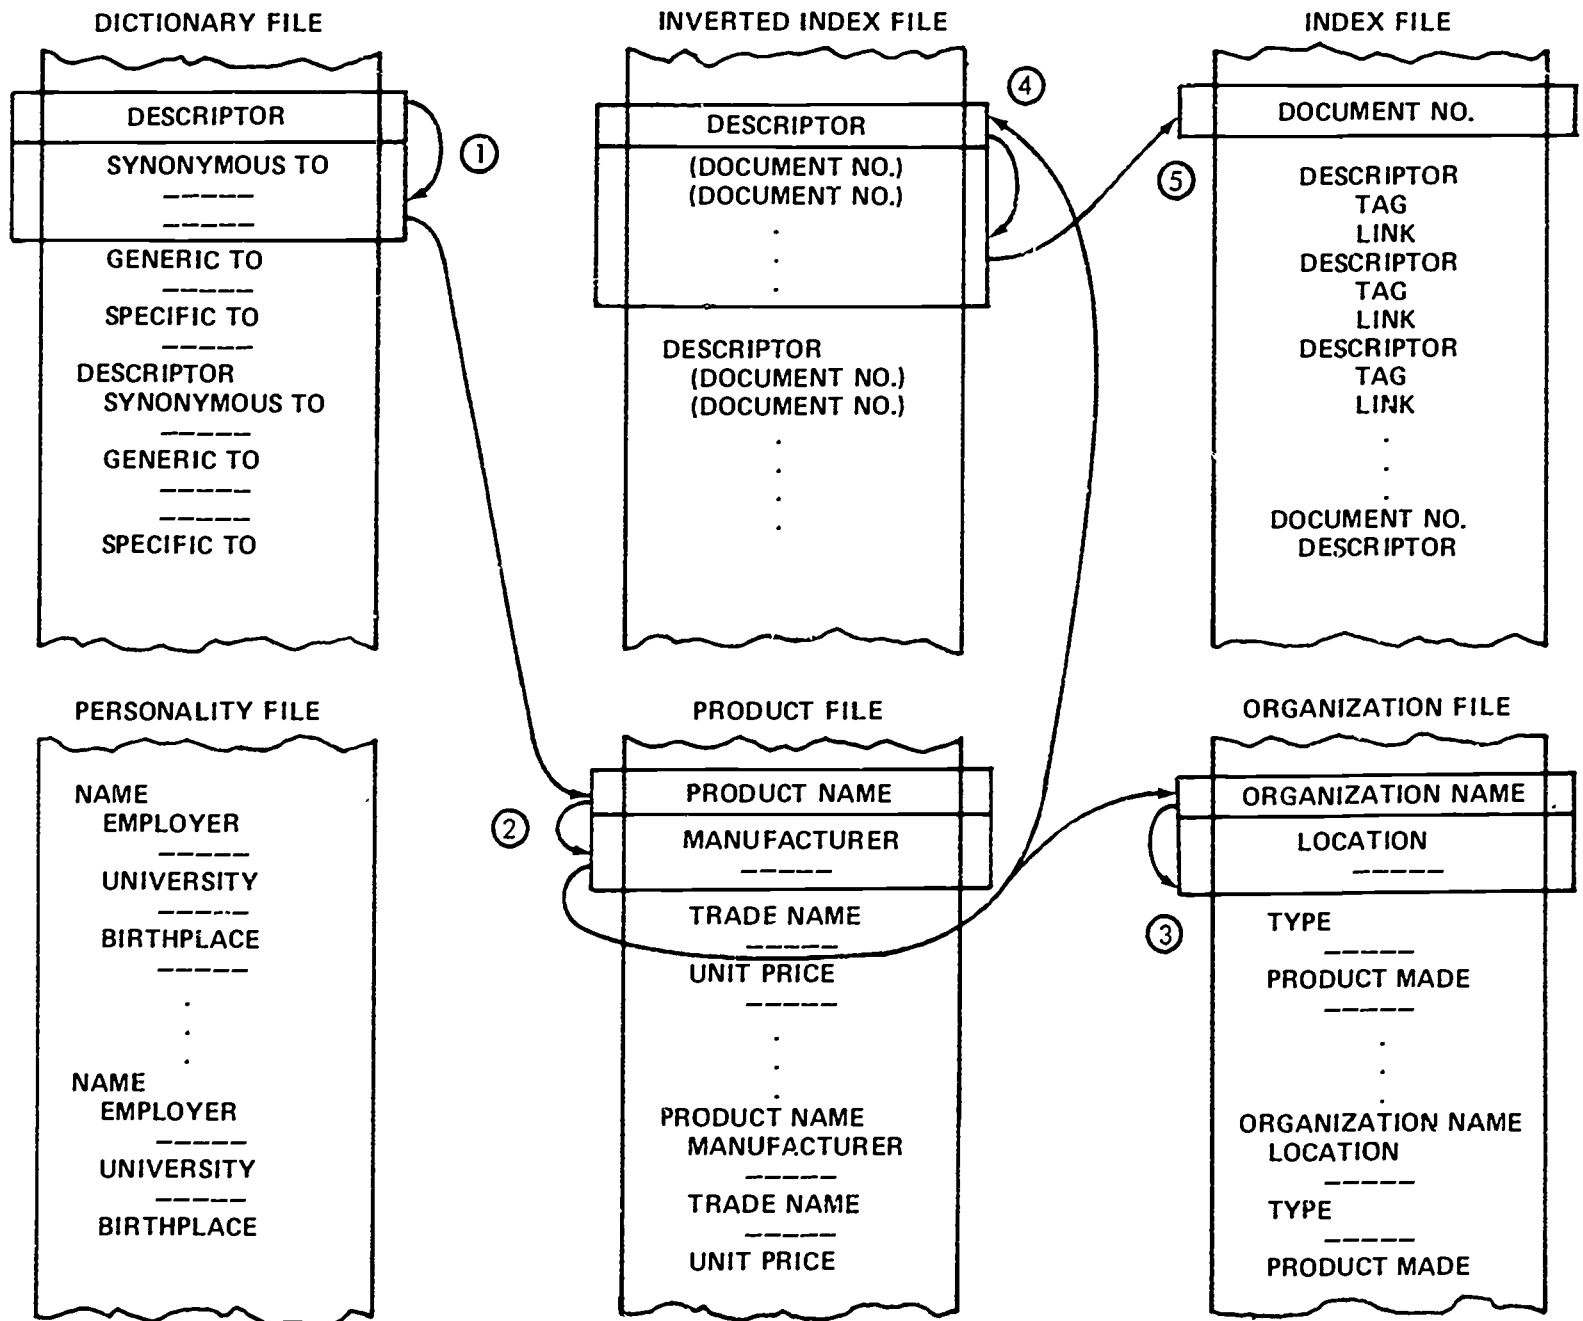 DICTIONARY FILE
DESCRIPTOR
SYNONYMOUS TO
-----
-----
GENERIC TO
-----
SPECIFIC TO
-----
DESCRIPTOR
SYNONYMOUS TO
-----
GENERIC TO
-----
-----
SPECIFIC TO
①
INVERTED INDEX FILE
④
DESCRIPTOR
(DOCUMENT NO.)
(DOCUMENT NO.)
.
.
.
DESCRIPTOR
(DOCUMENT NO.)
(DOCUMENT NO.)
.
.
.
.
INDEX FILE
DOCUMENT NO.
⑤
DESCRIPTOR
TAG
LINK
DESCRIPTOR
TAG
LINK
DESCRIPTOR
TAG
LINK
.
.
.
DOCUMENT NO.
DESCRIPTOR
PERSONALITY FILE
NAME
EMPLOYER
-----
UNIVERSITY
-----
BIRTHPLACE
-----
.
.
.
NAME
EMPLOYER
-----
UNIVERSITY
-----
BIRTHPLACE
PRODUCT FILE
PRODUCT NAME
②
MANUFACTURER
-----
TRADE NAME
-----
UNIT PRICE
-----
.
.
.
PRODUCT NAME
MANUFACTURER
-----
TRADE NAME
-----
UNIT PRICE
ORGANIZATION FILE
ORGANIZATION NAME
LOCATION
-----
③
TYPE
-----
PRODUCT MADE
-----
.
.
.
ORGANIZATION NAME
LOCATION
-----
TYPE
-----
PRODUCT MADE